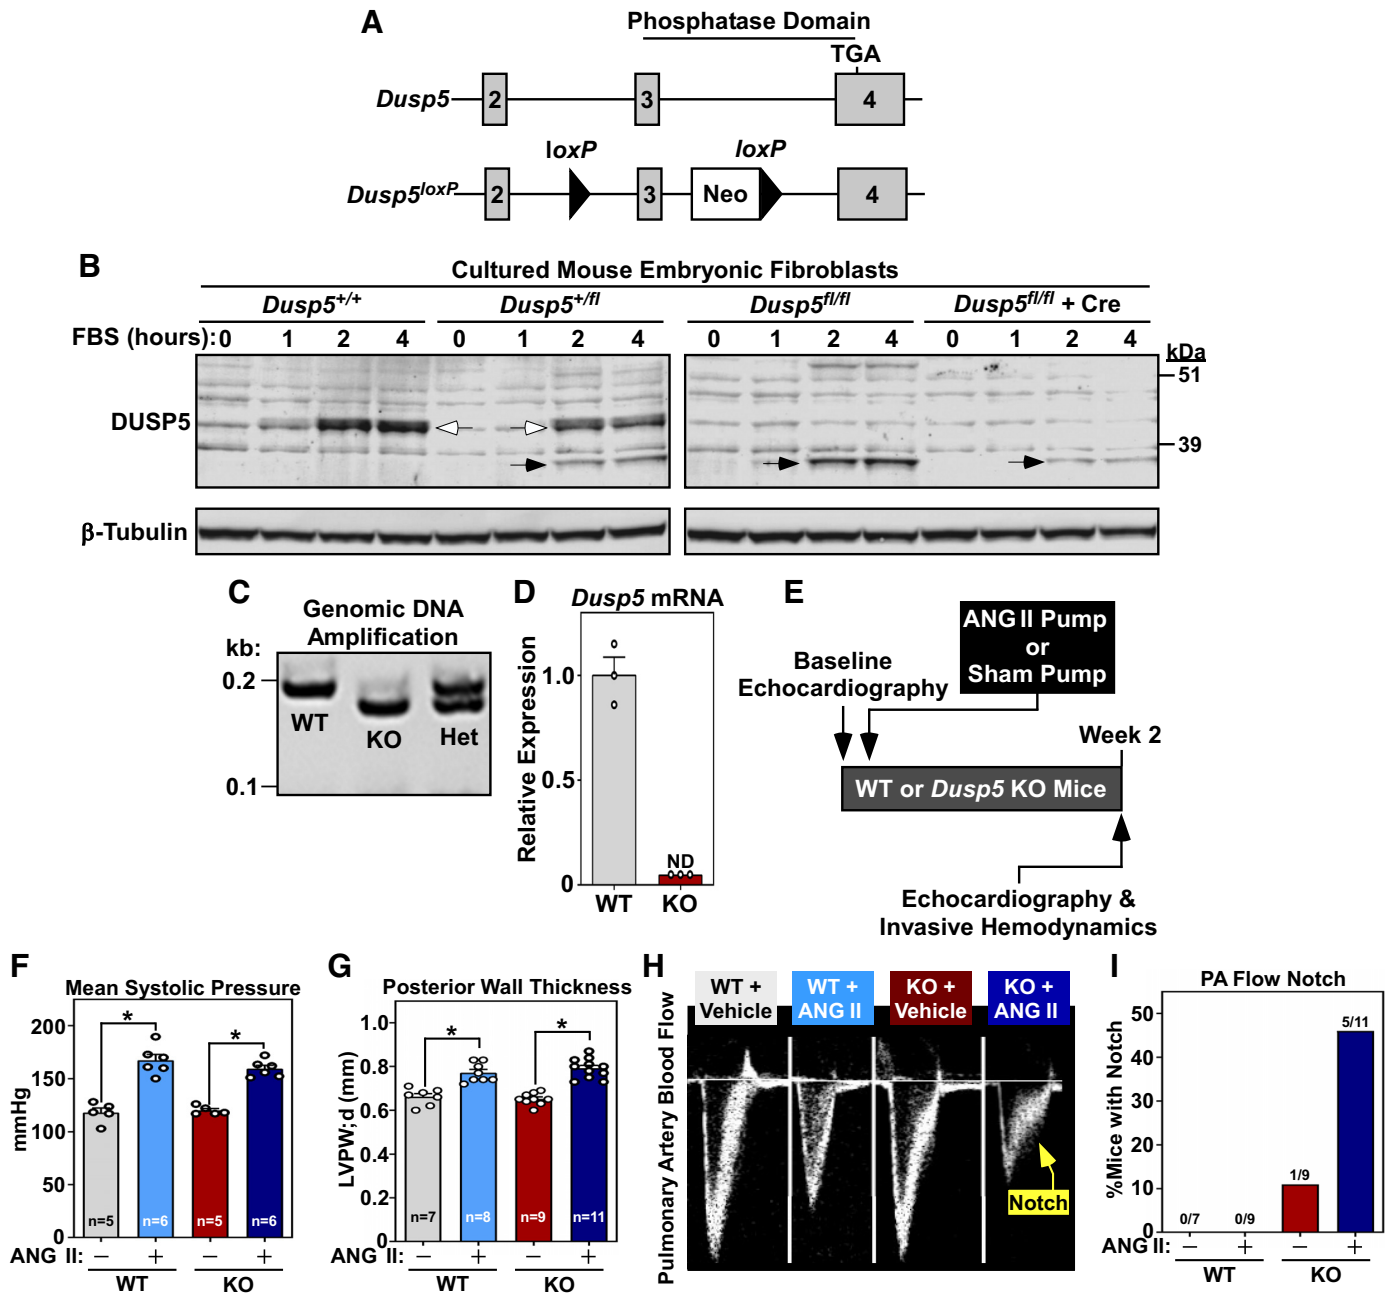 A
Phosphatase Domain
TGA
Dusp5
2
3
4
loxP
loxP
Dusp5loxP
2
3
Neo
4
B
Cultured Mouse Embryonic Fibroblasts
Dusp5+/+
Dusp5+/fl
Dusp5fl/fl
Dusp5fl/fl + Cre
FBS (hours): 0 1 2 4 0 1 2 4 0 1 2 4 0 1 2 4
kDa
51
DUSP5
39
β-Tubulin
C
Genomic DNA
Amplification
kb:
0.2
0.1
WT
KO
Het
D
Dusp5 mRNA
Relative Expression
1.0
0.5
0
ND
WT
KO
E
ANG II Pump
or
Sham Pump
Baseline
Echocardiography
Week 2
WT or Dusp5 KO Mice
Echocardiography &
Invasive Hemodynamics
F
Mean Systolic Pressure
mmHg
200
150
100
50
0
*
*
n=5
n=6
n=5
n=6
ANG II: − + − +
WT
KO
G
Posterior Wall Thickness
LVPW;d (mm)
1.0
0.8
0.6
0.4
0.2
0
*
*
n=7
n=8
n=9
n=11
ANG II: − + − +
WT
KO
H
Pulmonary Artery Blood Flow
WT +
Vehicle
WT +
ANG II
KO +
Vehicle
KO +
ANG II
Notch
I
PA Flow Notch
%Mice with Notch
50
40
30
20
10
0
0/7
0/9
1/9
5/11
ANG II: − + − +
WT
KO